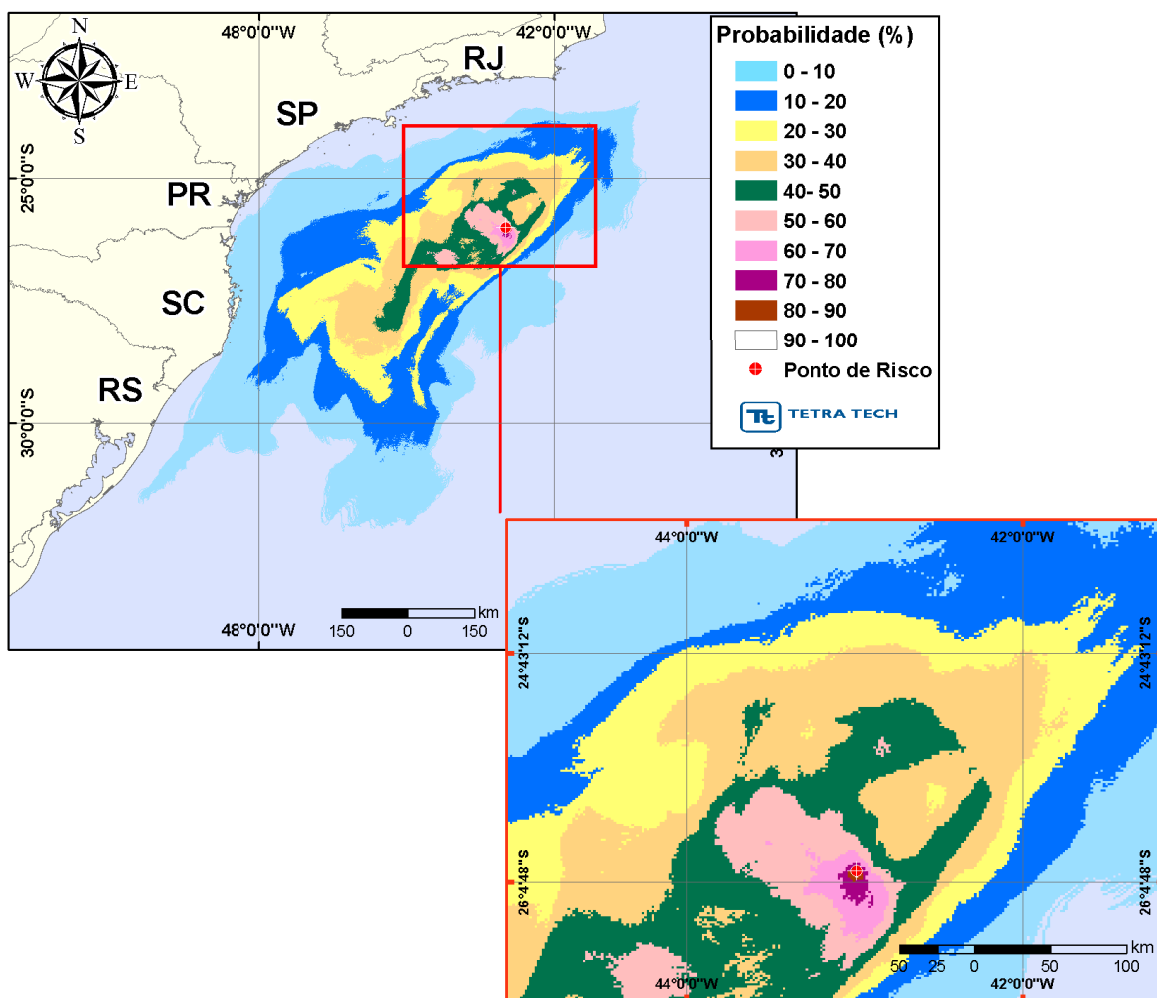 48°0'0"W
42°0'0"W
N
W
E
S
RJ
SP
PR
SC
RS
25°0'0"S
25°0'0"S
30°0'0"S
48°0'0"W
km
150
0
150
Probabilidade (%)
0 - 10
10 - 20
20 - 30
30 - 40
40- 50
50 - 60
60 - 70
70 - 80
80 - 90
90 - 100
Ponto de Risco
Tt TETRA TECH
44°0'0"W
42°0'0"W
24°43'12"S
24°43'12"S
26°4'48"S
26°4'48"S
km
50
25
0
50
100
44°0'0"W
42°0'0"W